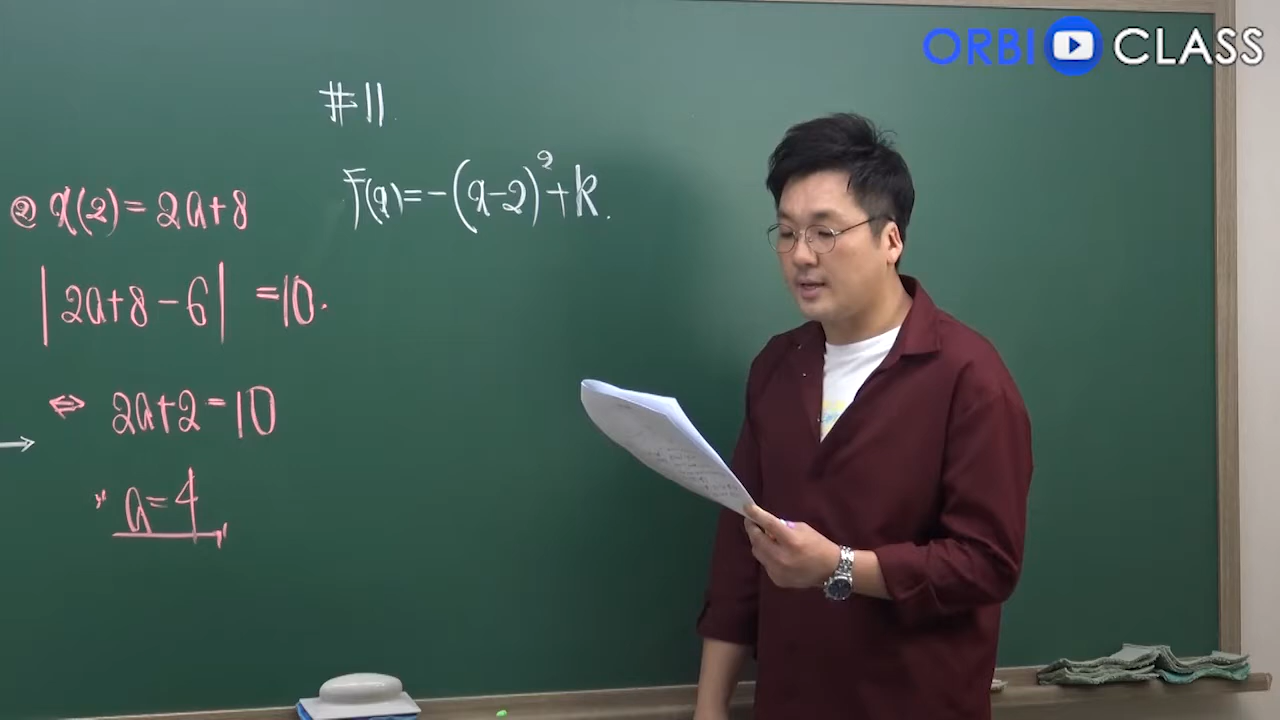 ORBI CLASS
② x(2) = 2a+8
|2a+8-6| = 10.
⇔ 2a+2 = 10
a = 4
→
#11.
f(x) = -(x-2)²+k.